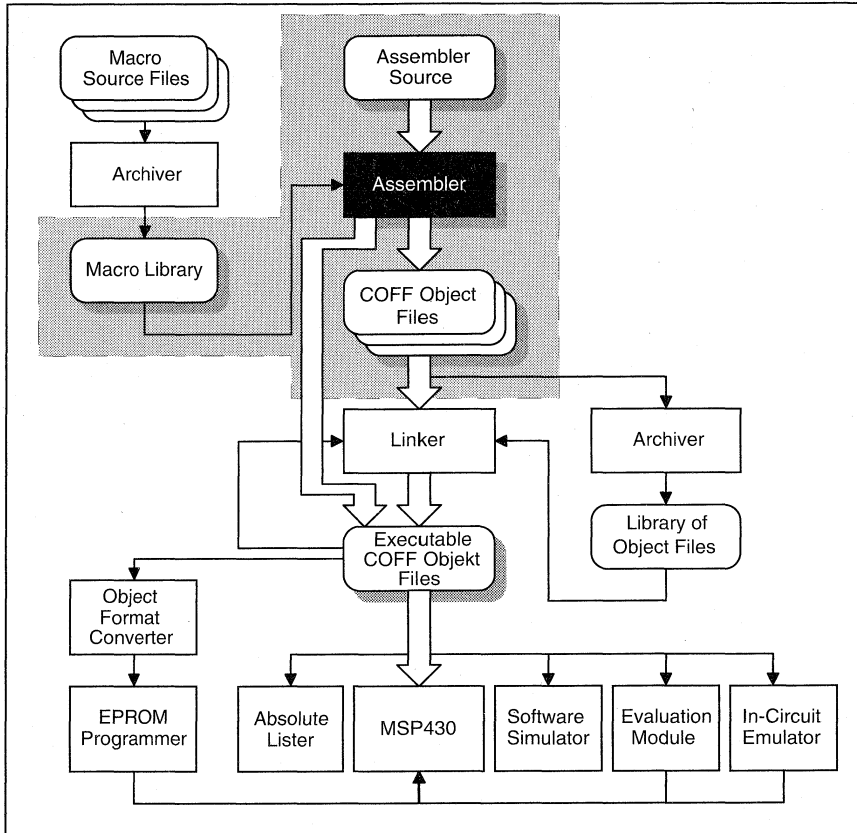 Macro
Source Files
Assembler
Source
Archiver
Assembler
Macro Library
COFF Object
Files
Linker
Archiver
Executable
COFF Objekt
Files
Library of
Object Files
Object
Format
Converter
EPROM
Programmer
Absolute
Lister
MSP430
Software
Simulator
Evaluation
Module
In-Circuit
Emulator